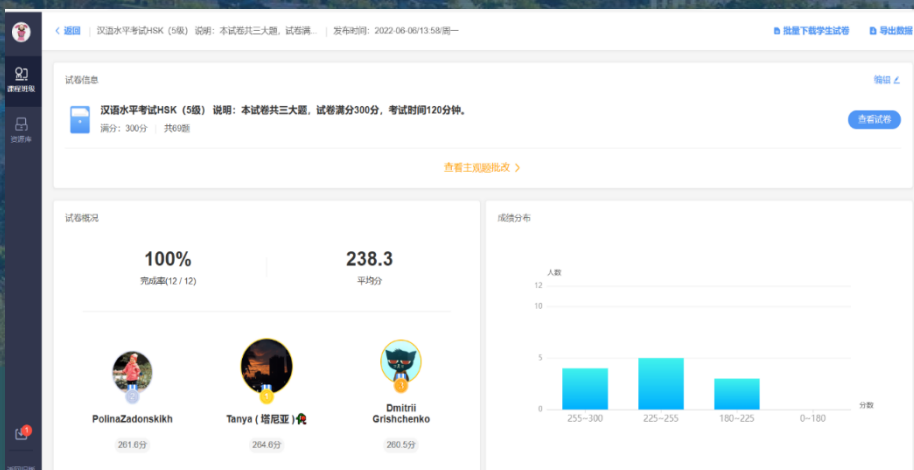 返回 汉语水平考试HSK（5级） 说明：本试卷共三大题，试卷满... 发布时间：2022-06-06/13:58/周一 批量下载学生试卷 导出数据
课程班级
资源库
试卷信息 编辑
汉语水平考试HSK（5级） 说明：本试卷共三大题，试卷满分300分，考试时间120分钟。
满分：300分 共69题
查看试卷
查看主观题批改 >
试卷概况
100% 238.3
完成率(12 / 12) 平均分
PolinaZadonskikh Tanya ( 塔尼亚 ) Dmitrii Grishchenko
261.6分 264.6分 260.5分
成绩分布
人数
12
10
5
0
255~300 225~255 180~225 0~180 分数